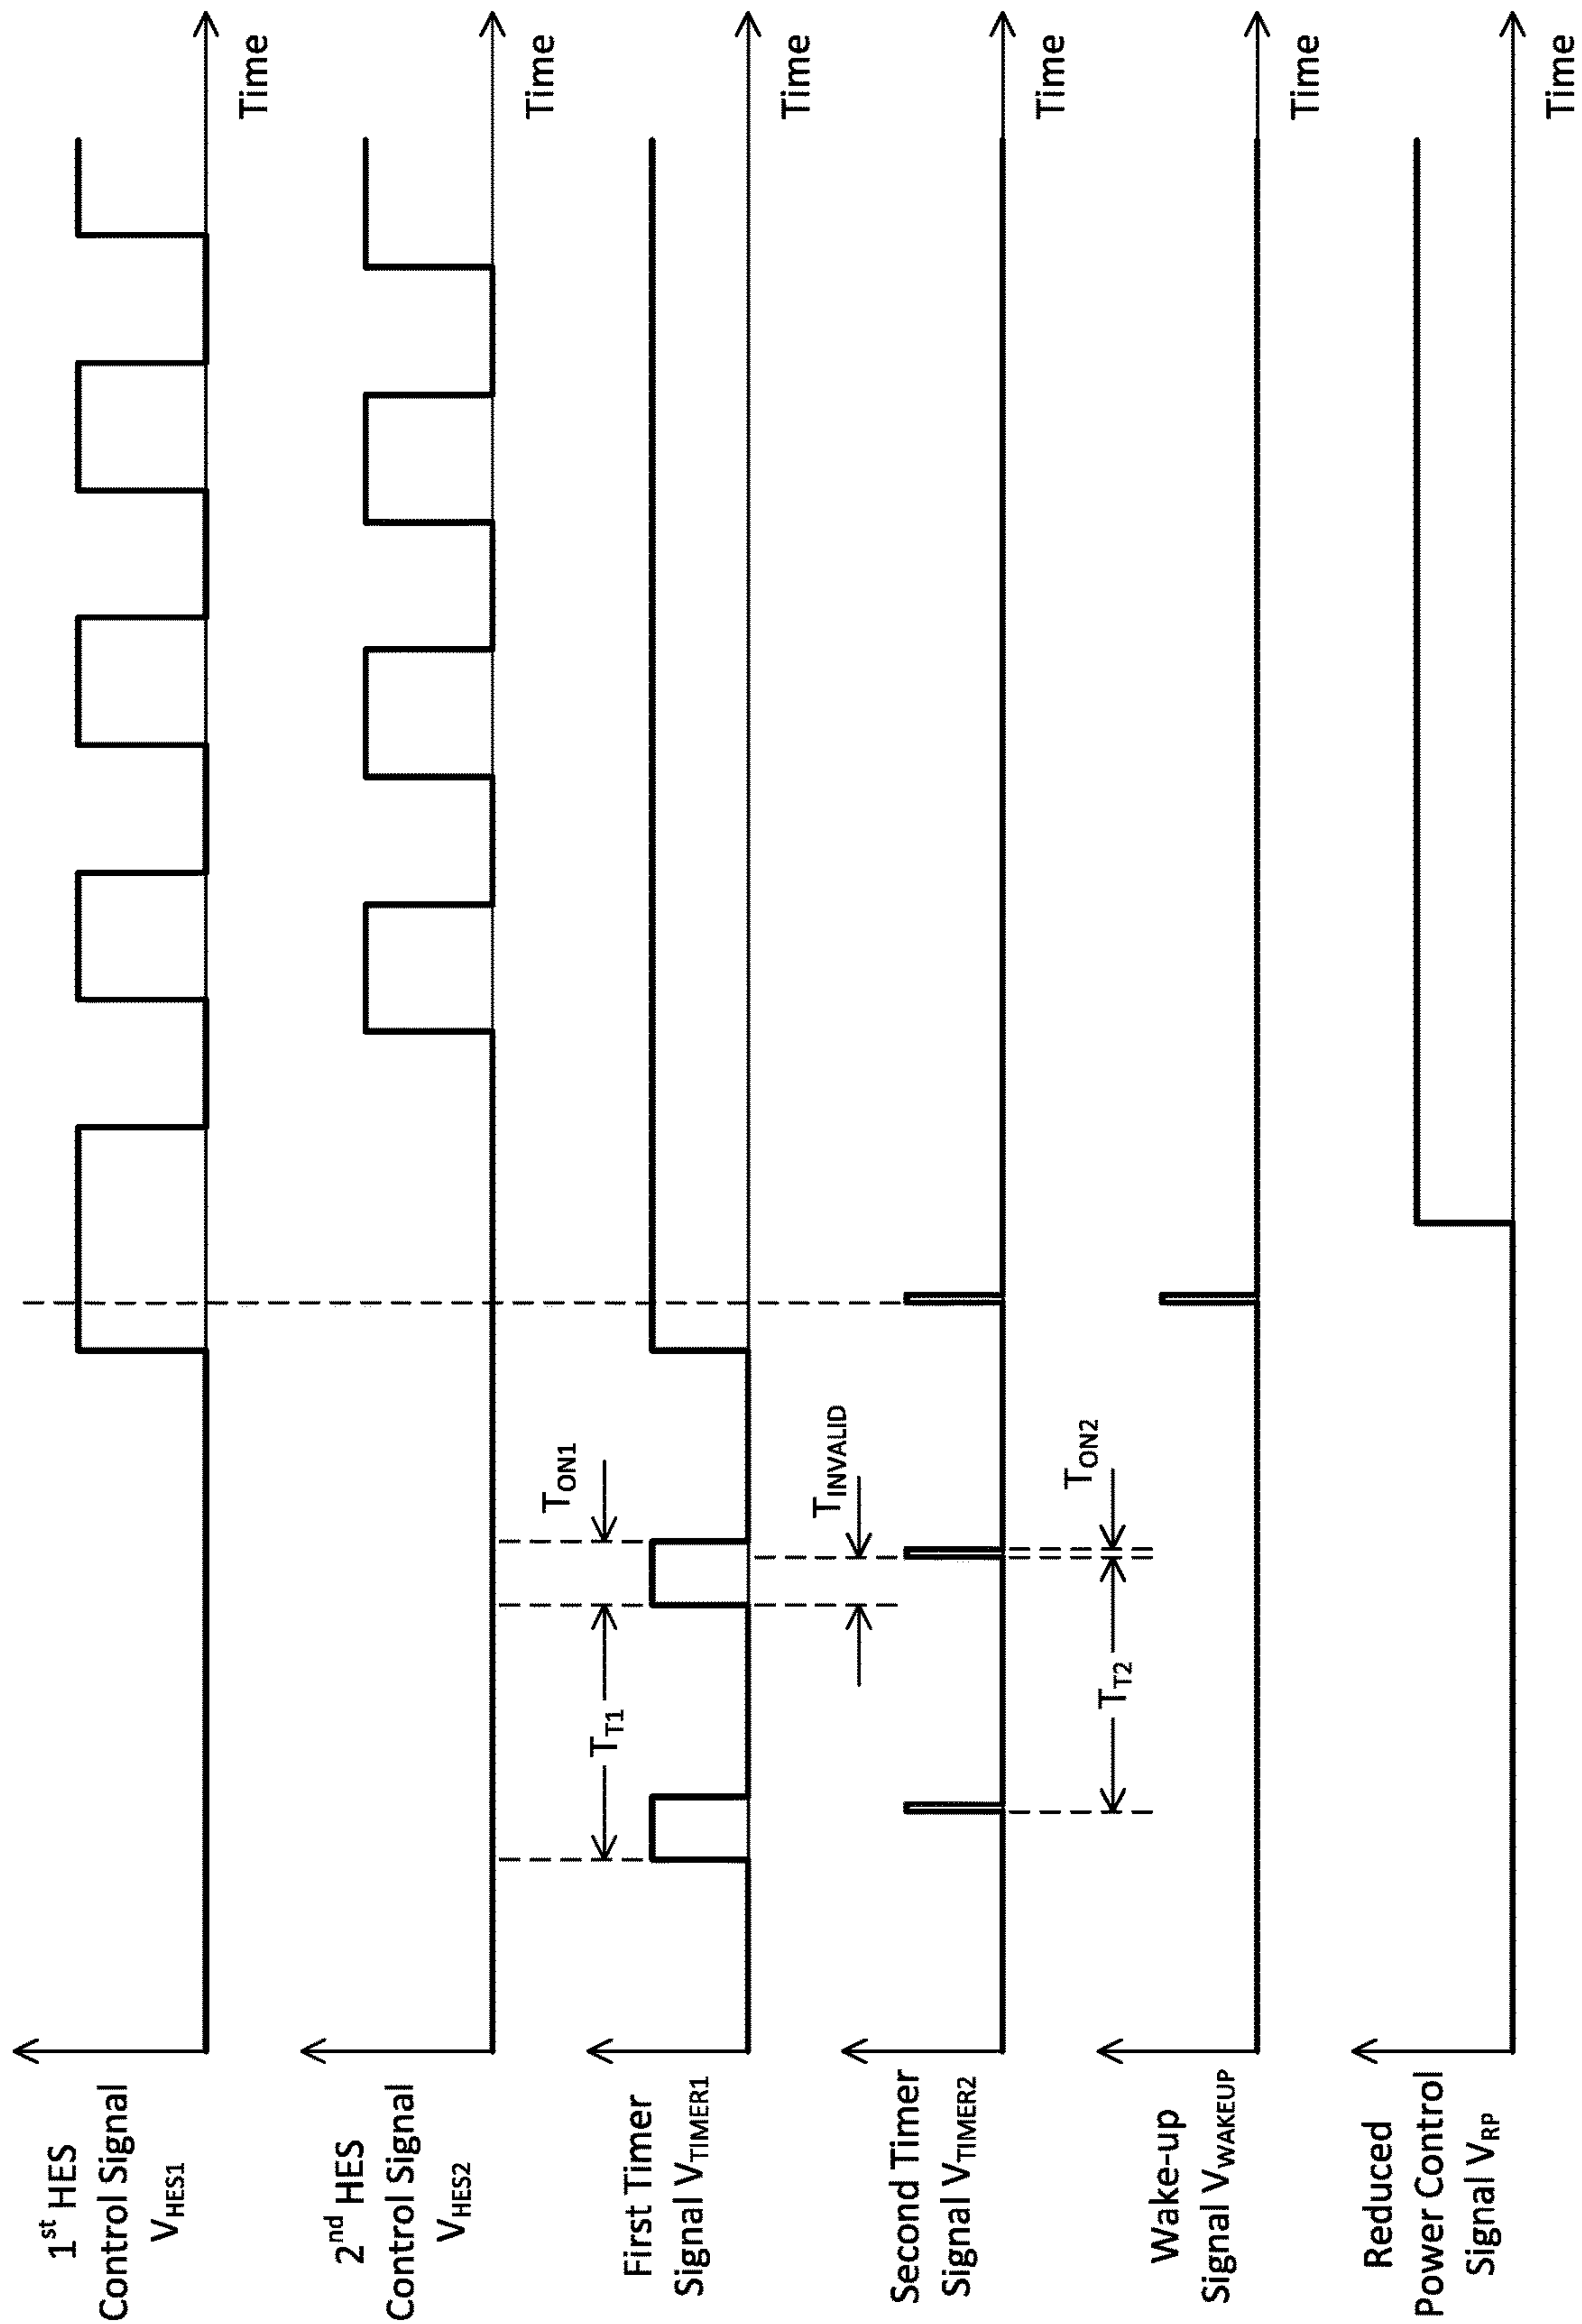 1st HES
Control Signal
VHES1
Time
2nd HES
Control Signal
VHES2
Time
First Timer
Signal VTIMER1
TT1
TON1
Time
TINVALID
Second Timer
Signal VTIMER2
Time
TT2
TON2
Wake-up
Signal VWAKEUP
Time
Reduced
Power Control
Signal VRP
Time